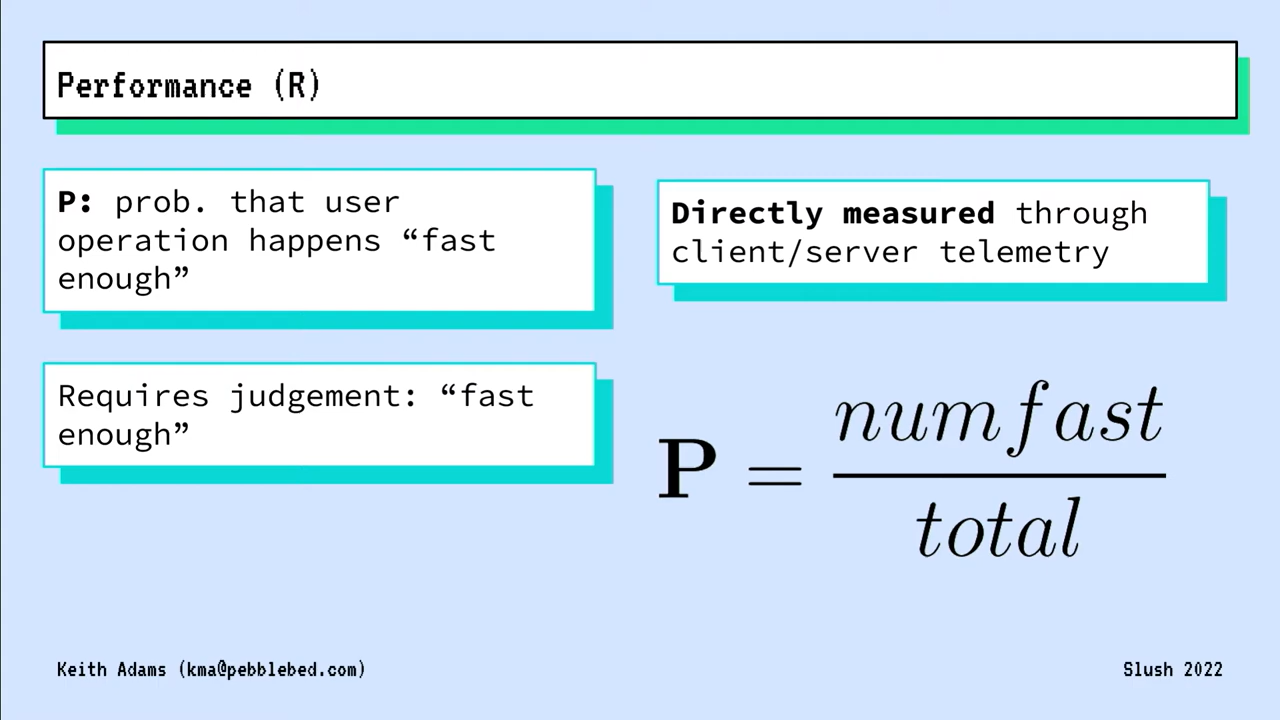 Performance (R)
P: prob. that user
operation happens “fast
enough”
Requires judgement: “fast
enough”
Directly measured through
client/server telemetry
P = numfast
total
Keith Adams (kma@pebblebed.com)
Slush 2022